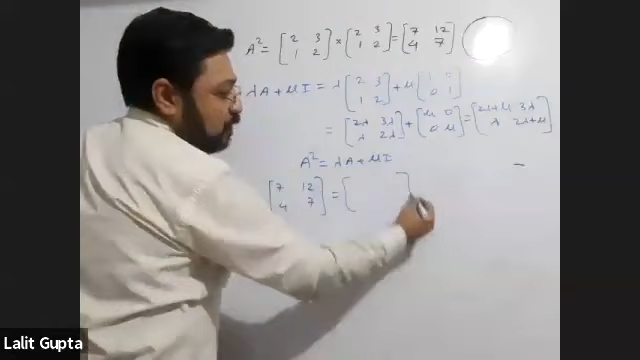 A² = [2 3; 1 2] × [2 3; 1 2] = [7 12; 4 7]
λA + μI = λ[2 3; 1 2] + μ[1 0; 0 1]
= [2λ 3λ; λ 2λ] + [μ 0; 0 μ] = [2λ+μ 3λ; λ 2λ+μ]
A² = λA + μI
[7 12; 4 7] = [
Lalit Gupta